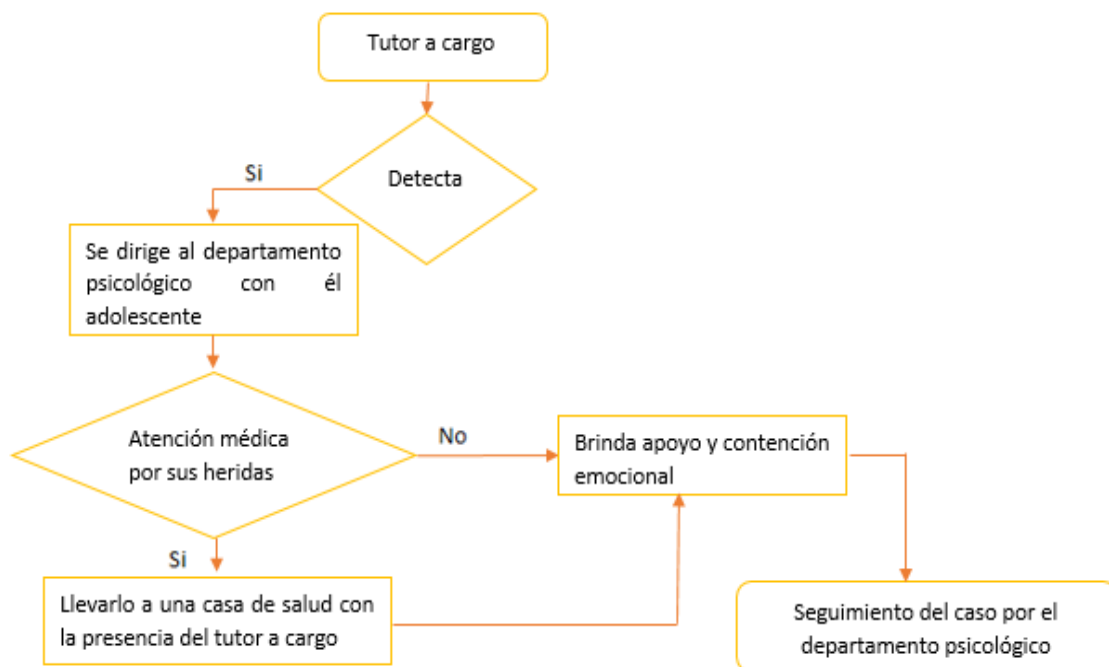 Tutor a cargo
Detecta
Si
Se dirige al departamento
psicológico con él
adolescente
Atención médica
por sus heridas
No
Brinda apoyo y contención
emocional
Si
Llevarlo a una casa de salud con
la presencia del tutor a cargo
Seguimiento del caso por el
departamento psicológico